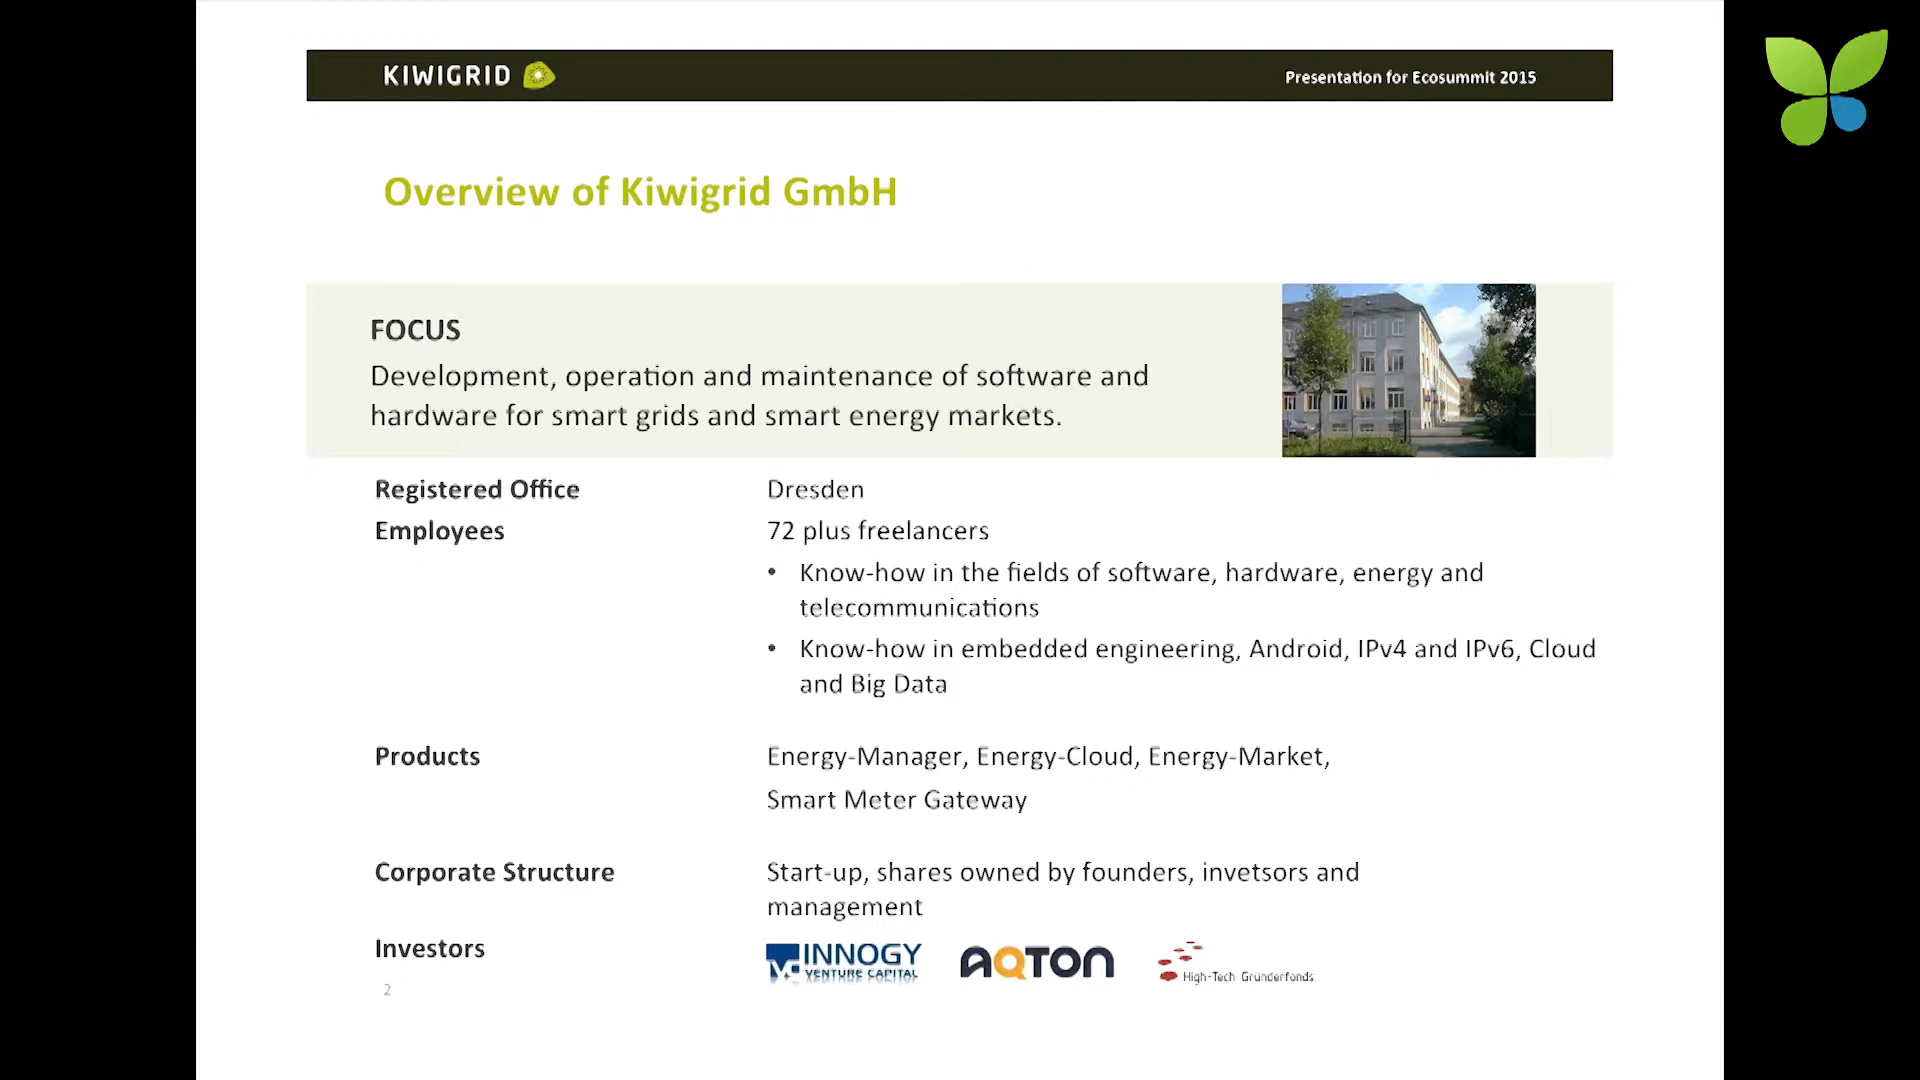 KIWIGRID
Presentation for Ecosummit 2015
Overview of Kiwigrid GmbH
FOCUS
Development, operation and maintenance of software and
hardware for smart grids and smart energy markets.
Registered Office
Dresden
Employees
72 plus freelancers
• Know-how in the fields of software, hardware, energy and
telecommunications
• Know-how in embedded engineering, Android, IPv4 and IPv6, Cloud
and Big Data
Products
Energy-Manager, Energy-Cloud, Energy-Market,
Smart Meter Gateway
Corporate Structure
Start-up, shares owned by founders, invetsors and
management
Investors
VC INNOGY
VENTURE CAPITAL
AQTON
High-Tech Gründerfonds
2